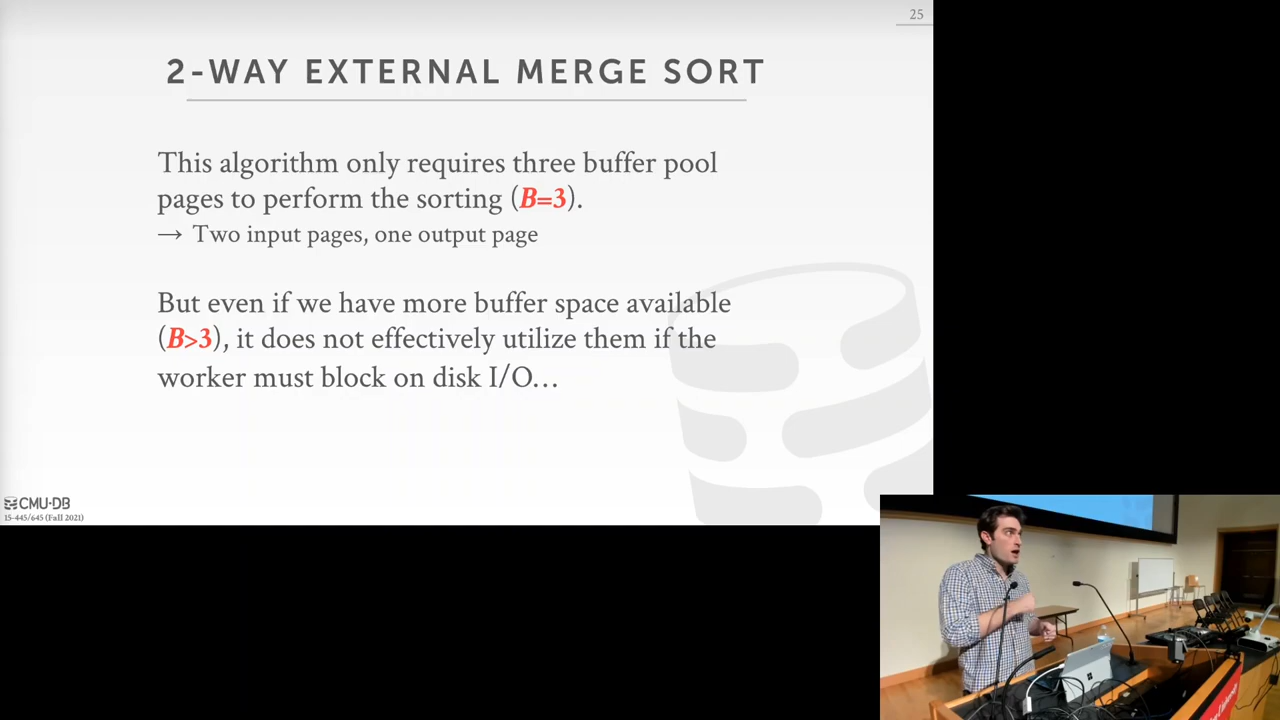 25
2-WAY EXTERNAL MERGE SORT
This algorithm only requires three buffer pool
pages to perform the sorting (B=3).
→ Two input pages, one output page
But even if we have more buffer space available
(B>3), it does not effectively utilize them if the
worker must block on disk I/O…
CMU·DB
15-445/645 (Fall 2021)